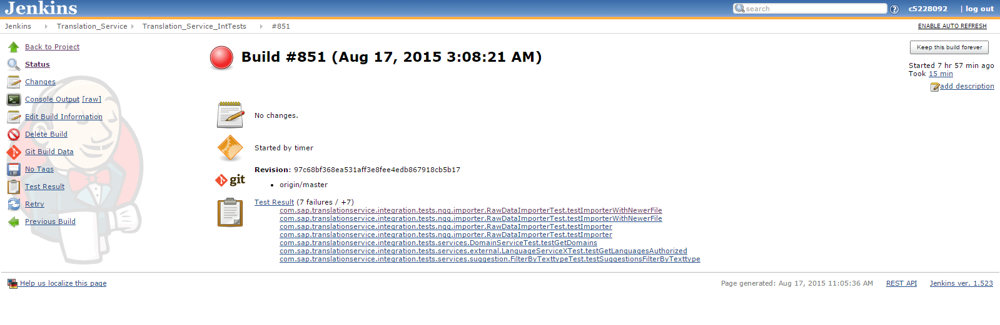 Jenkins
search
c5228092 | log out
Jenkins Translation_Service Translation_Service_IntTests #851
ENABLE AUTO REFRESH
Back to Project
Status
Changes
Console Output [raw]
Edit Build Information
Delete Build
Git Build Data
No Tags
Test Result
Retry
Previous Build
Build #851 (Aug 17, 2015 3:08:21 AM)
Keep this build forever
Started 7 hr 57 min ago
Took 15 min
add description
No changes.
Started by timer
git
Revision: 97c68bf368ea531aff3e8fee4edb867918cb5b17
• origin/master
Test Result (7 failures / +7)
com.sap.translationservice.integration.tests.ngg.importer.RawDataImporterTest.testImporterWithNewerFile
com.sap.translationservice.integration.tests.ngg.importer.RawDataImporterTest.testImporterWithNewerFile
com.sap.translationservice.integration.tests.ngg.importer.RawDataImporterTest.testImporter
com.sap.translationservice.integration.tests.ngg.importer.RawDataImporterTest.testImporter
com.sap.translationservice.integration.tests.services.DomainServiceTest.testGetDomains
com.sap.translationservice.integration.tests.services.external.LanguageServiceXTest.testGetLanguagesAuthorized
com.sap.translationservice.integration.tests.services.suggestion.FilterByTexttypeTest.testSuggestionsFilterByTexttype
Help us localize this page
Page generated: Aug 17, 2015 11:05:36 AM REST API Jenkins ver. 1.523